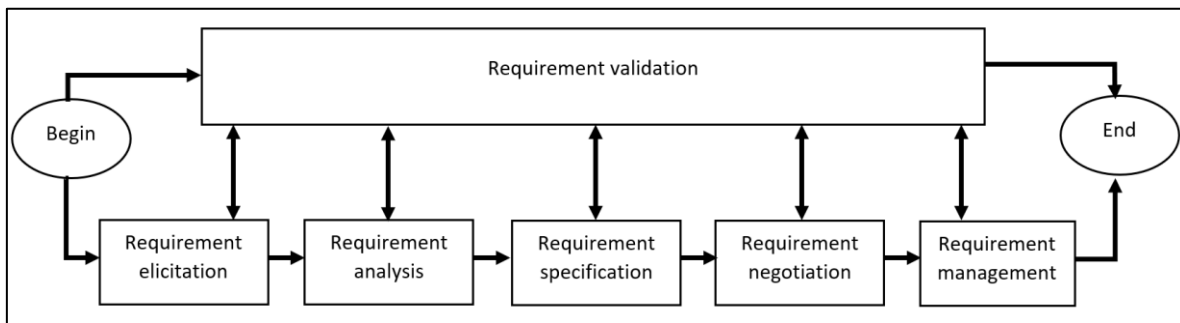 Requirement validation
Begin
End
Requirement
elicitation
Requirement
analysis
Requirement
specification
Requirement
negotiation
Requirement
management